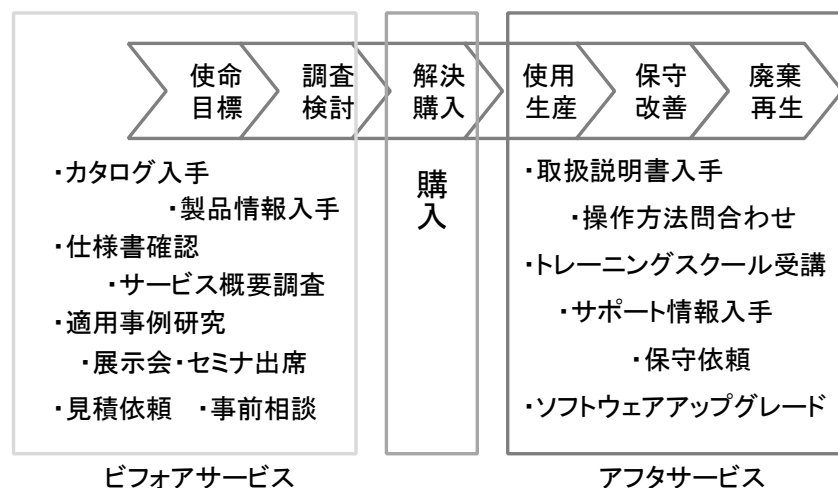 使命
目標
調査
検討
解決
購入
使用
生産
保守
改善
廃棄
再生
・カタログ入手
・製品情報入手
・仕様書確認
・サービス概要調査
・適用事例研究
・展示会・セミナ出席
・見積依頼 ・事前相談
購
入
・取扱説明書入手
・操作方法問合わせ
・トレーニングスクール受講
・サポート情報入手
・保守依頼
・ソフトウェアアップグレード
ビフォアサービス
アフタサービス